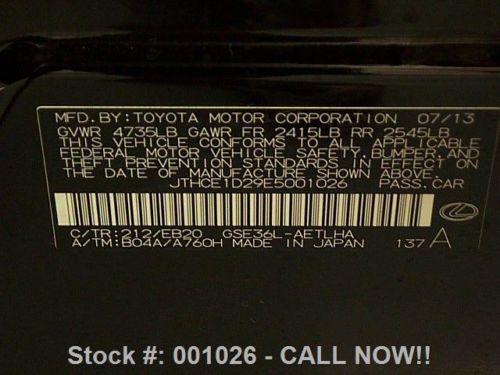 MFD.BY:TOYOTA MOTOR CORPORATION 07/13
GVWR 4735LB GAWR FR 2415LB RR 2545LB
THIS VEHICLE CONFORMS TO ALL APPLICABLE
FEDERAL MOTOR VEHICLE SAFETY,BUMPER,AND
THEFT PREVENTION STANDARDS IN EFFECT ON
THE DATE OF MANUFACTURE SHOWN ABOVE.
JTHCE1D29E5001026 PASS.CAR
C/TR:212/EB20 GSE36L-AETLHA
A/TM:B04A/A760H MADE IN JAPAN 137 A
Stock #: 001026 - CALL NOW!!